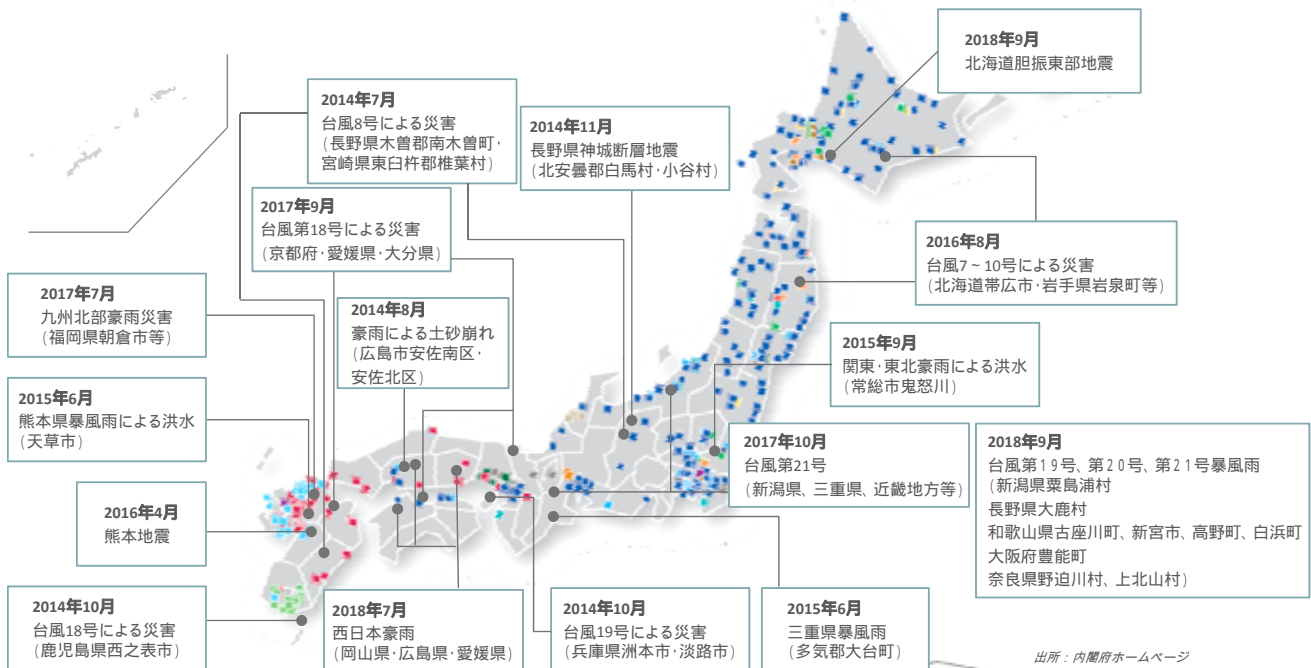 2018年9月
北海道胆振東部地震
2014年7月
台風8号による災害
(長野県木曽郡南木曽町・
宮崎県東臼杵郡椎葉村)
2014年11月
長野県神城断層地震
(北安曇郡白馬村・小谷村)
2017年9月
台風第18号による災害
(京都府・愛媛県・大分県)
2016年8月
台風7~10号による災害
(北海道帯広市・岩手県岩泉町等)
2017年7月
九州北部豪雨災害
(福岡県朝倉市等)
2014年8月
豪雨による土砂崩れ
(広島市安佐南区・
安佐北区)
2015年9月
関東・東北豪雨による洪水
(常総市鬼怒川)
2015年6月
熊本県暴風雨による洪水
(天草市)
2017年10月
台風第21号
(新潟県、三重県、近畿地方等)
2018年9月
台風第19号、第20号、第21号暴風雨
(新潟県粟島浦村
長野県大鹿村
和歌山県古座川町、新宮市、高野町、白浜町
大阪府豊能町
奈良県野迫川村、上北山村)
2016年4月
熊本地震
2014年10月
台風18号による災害
(鹿児島県西之表市)
2018年7月
西日本豪雨
(岡山県・広島県・愛媛県)
2014年10月
台風19号による災害
(兵庫県洲本市・淡路市)
2015年6月
三重県暴風雨
(多気郡大台町)
出所:内閣府ホームページ